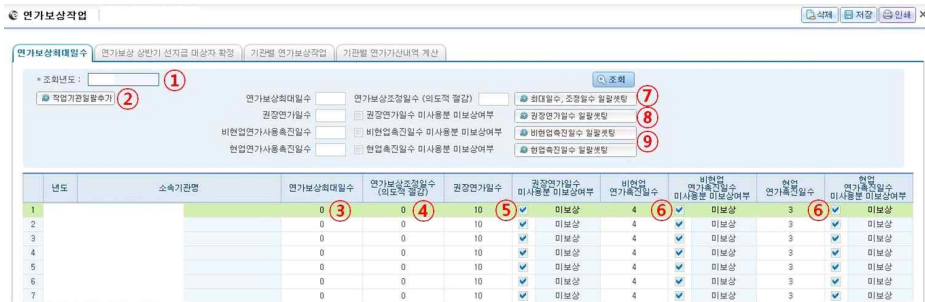 연가보상작업
삭제 저장 인쇄 ×
연가보상최대일수 연가보상 상반기 선지급 대상자 확정 기관별 연가보상작업 기관별 연가가산내역 계산
* 조회년도 : ① 조회
작업기관일괄추가 ② 연가보상최대일수 연가보상조정일수 (의도적 절감) 최대일수, 조정일수 일괄셋팅 ⑦
권장연가일수 권장연가일수 미사용분 미보상여부 권장연가일수 일괄셋팅 ⑧
비현업연가사용촉진일수 비현업촉진일수 미사용분 미보상여부 비현업촉진일수 일괄셋팅 ⑨
현업연가사용촉진일수 현업촉진일수 미사용분 미보상여부 현업촉진일수 일괄셋팅
년도 소속기관명 연가보상최대일수 연가보상조정일수 (의도적 절감) 권장연가일수 권장연가일수 미사용분 미보상여부 비현업 연가촉진일수 비현업 연가촉진일수 미사용분 미보상여부 현업 연가촉진일수 현업 연가촉진일수 미사용분 미보상여부
1 0 ③ 0 ④ 10 ⑤ 미보상 4 ⑥ 미보상 3 ⑥ 미보상
2 0 0 10 미보상 4 미보상 3 미보상
3 0 0 10 미보상 4 미보상 3 미보상
4 0 0 10 미보상 4 미보상 3 미보상
5 0 0 10 미보상 4 미보상 3 미보상
6 0 0 10 미보상 4 미보상 3 미보상
7 0 0 10 미보상 4 미보상 3 미보상